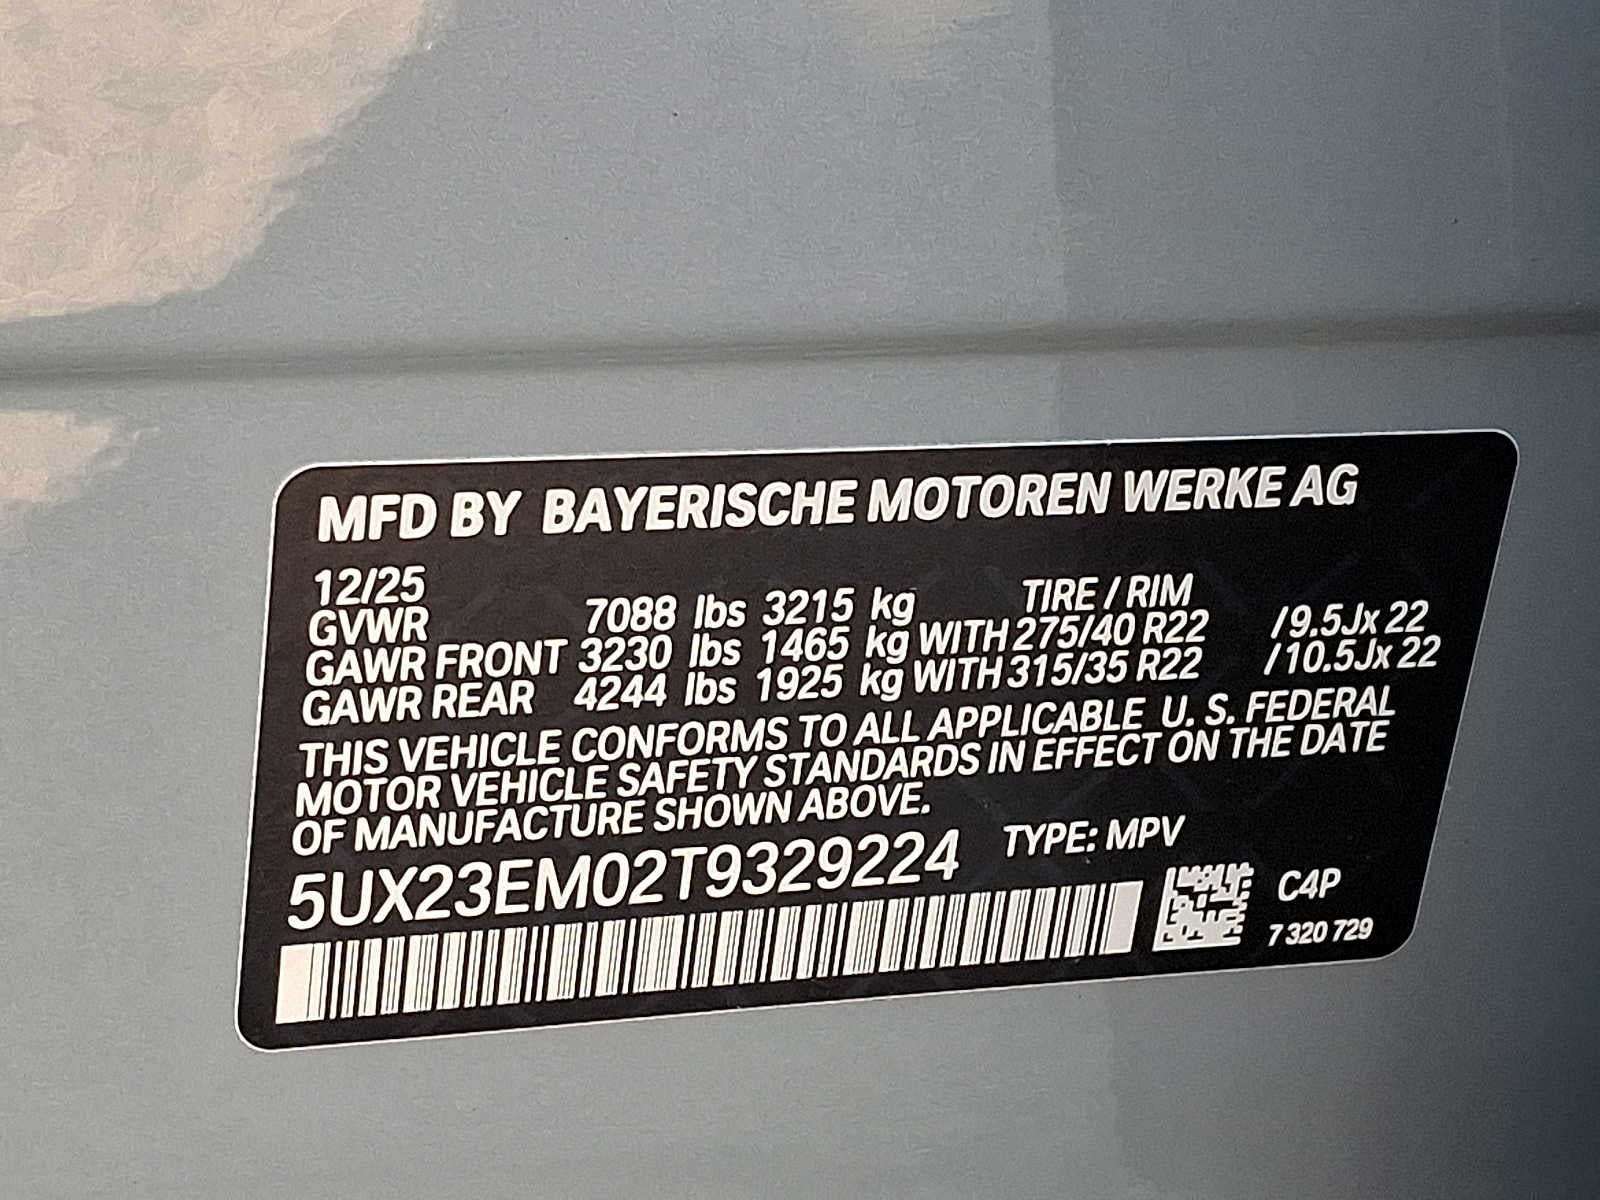 MFD BY BAYERISCHE MOTOREN WERKE AG
12/25 TIRE / RIM
GVWR 7088 lbs 3215 kg
GAWR FRONT 3230 lbs 1465 kg WITH 275/40 R22 /9.5Jx 22
GAWR REAR 4244 lbs 1925 kg WITH 315/35 R22 /10.5Jx 22
THIS VEHICLE CONFORMS TO ALL APPLICABLE U. S. FEDERAL
MOTOR VEHICLE SAFETY STANDARDS IN EFFECT ON THE DATE
OF MANUFACTURE SHOWN ABOVE.
5UX23EM02T9329224 TYPE: MPV
C4P
7 320 729